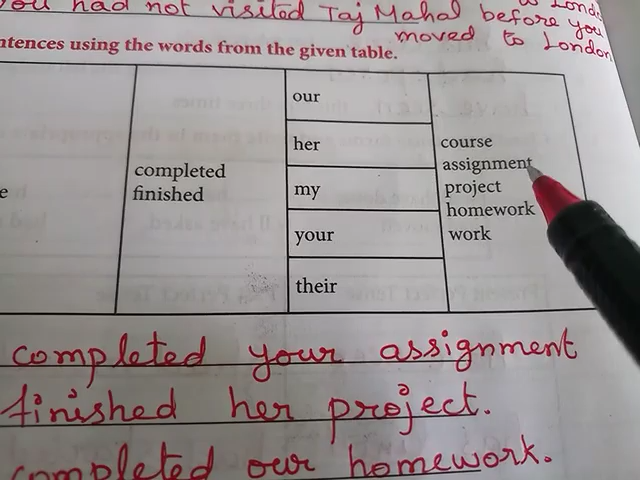 you had not visited Taj Mahal before you
moved to London
ntences using the words from the given table.
our
her
my
your
their
completed
finished
course
assignment
project
homework
work
e
completed your assignment
finished her project.
completed our homework.